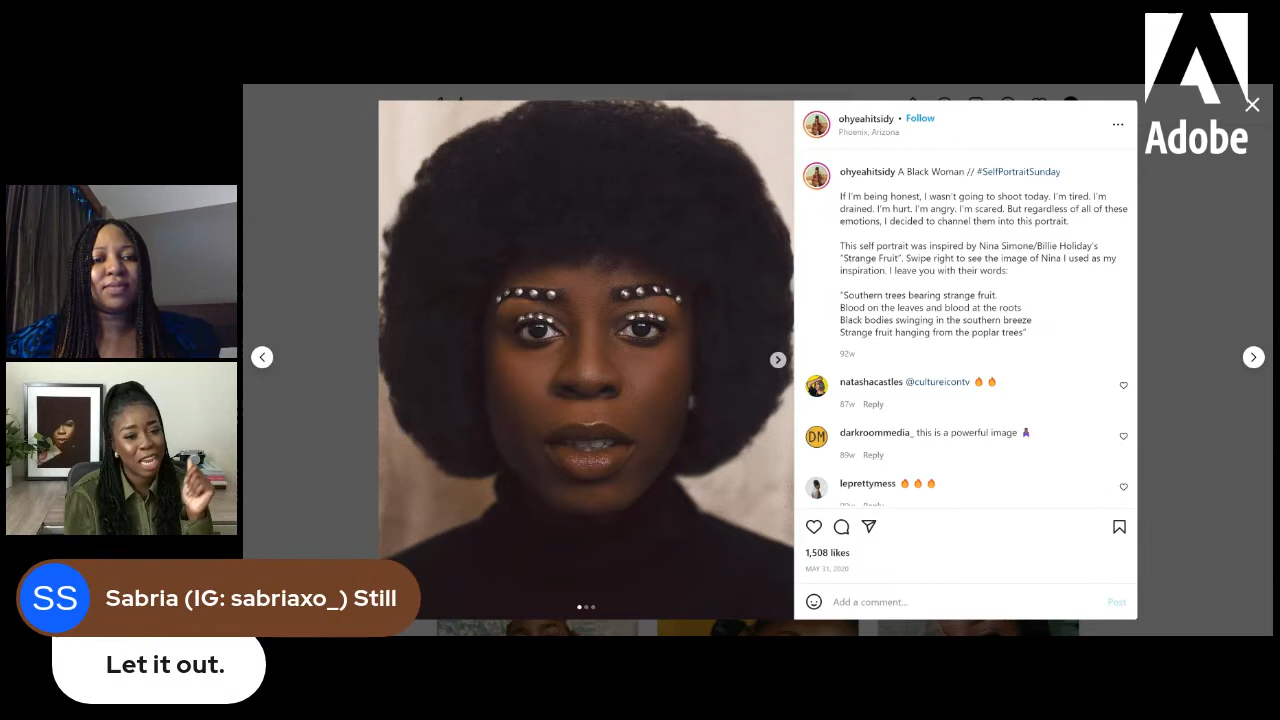 Adobe
ohyeahitsidy • Follow
Phoenix, Arizona
ohyeahitsidy A Black Woman // #SelfPortraitSunday
If I'm being honest, I wasn't going to shoot today. I'm tired. I'm
drained. I'm hurt. I'm angry. I'm scared. But regardless of all of these
emotions, I decided to channel them into this portrait.
This self portrait was inspired by Nina Simone/Billie Holiday's
"Strange Fruit". Swipe right to see the image of Nina I used as my
inspiration. I leave you with their words:
"Southern trees bearing strange fruit.
Blood on the leaves and blood at the roots
Black bodies swinging in the southern breeze
Strange fruit hanging from the poplar trees"
92w
natashacastles @cultureicontv 🔥 🔥
87w Reply
DM
darkroommedia_ this is a powerful image
89w Reply
leprettymess 🔥 🔥 🔥
Reply
1,508 likes
MAY 31, 2020
Add a comment...
Post
SS
Sabria (IG: sabriaxo_) Still
Let it out.